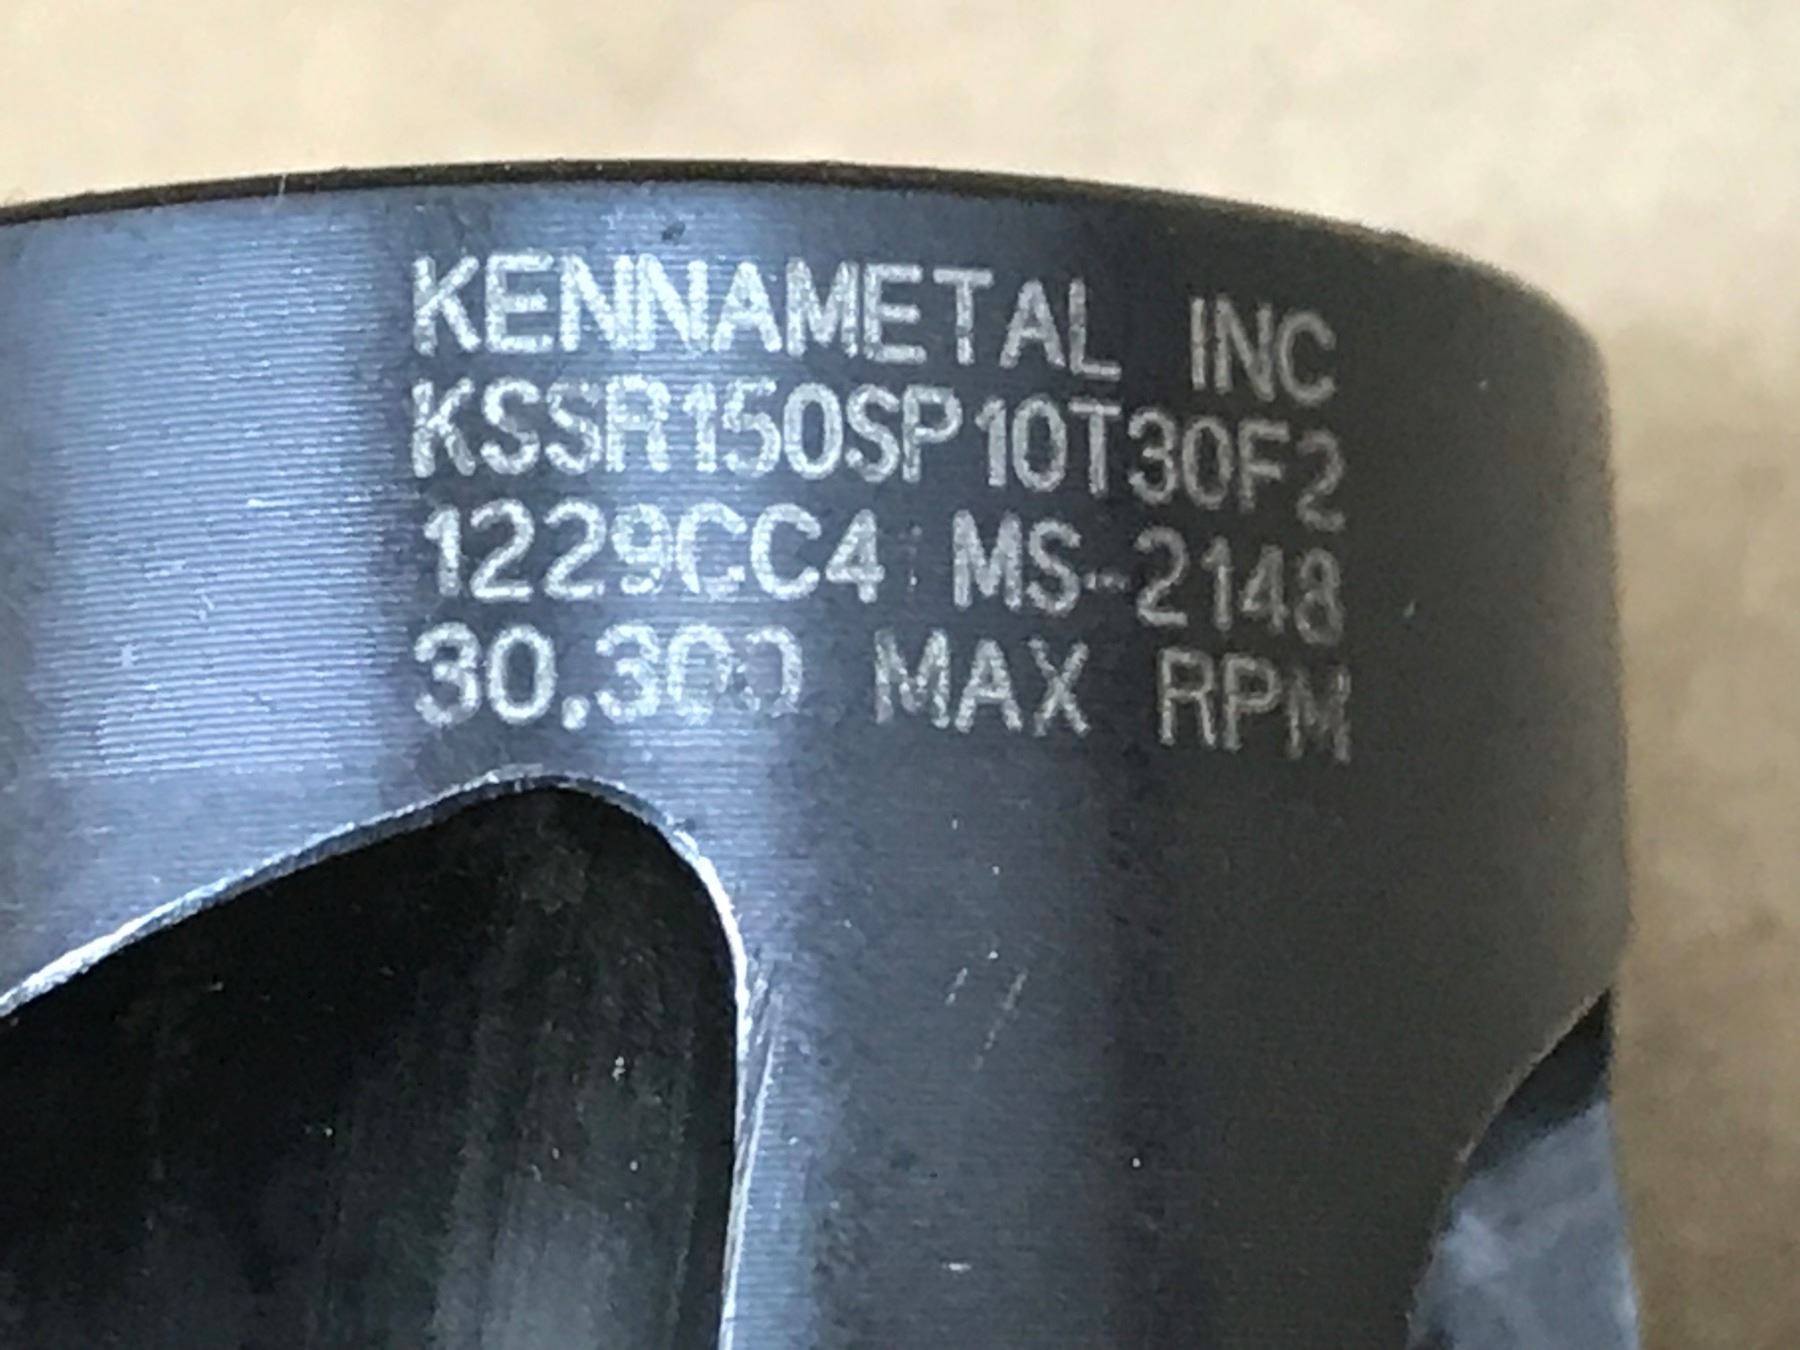 KENNAMETAL INC
KSSR150SP10T30F2
1229CC4 MS-2148
30,300 MAX RPM